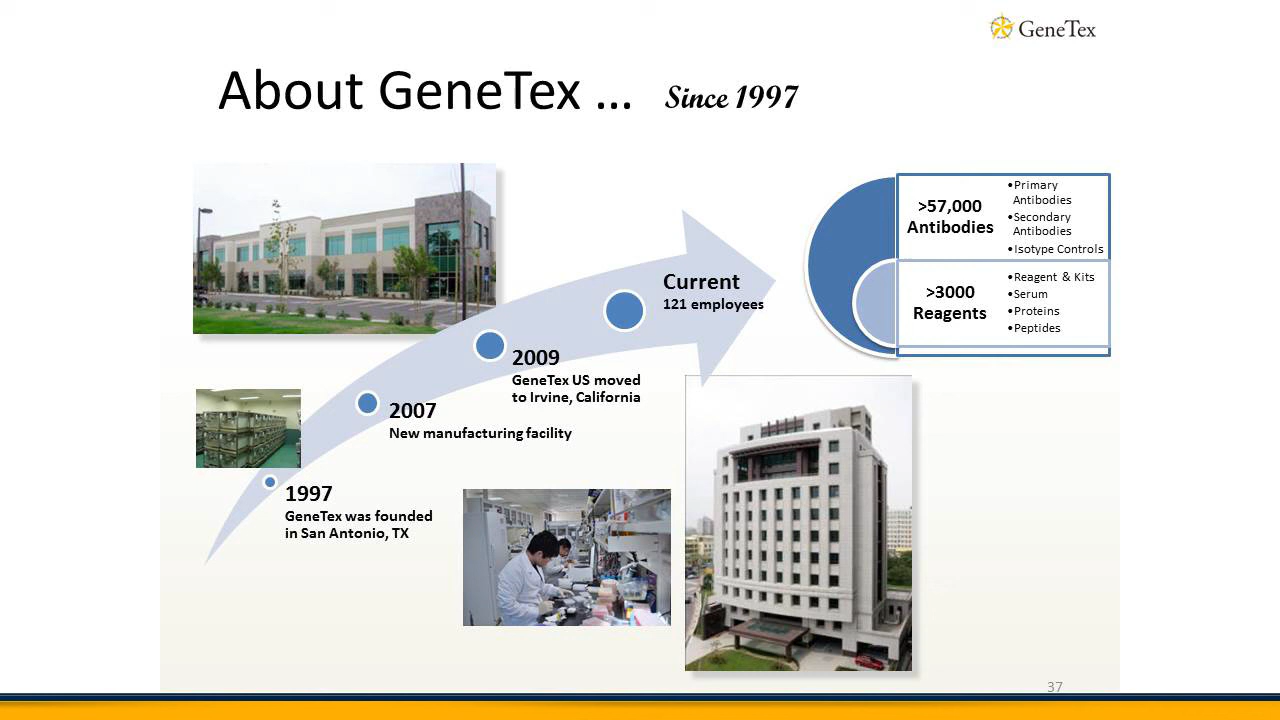 GeneTex
About GeneTex ... Since 1997
>57,000
Antibodies
•Primary
Antibodies
•Secondary
Antibodies
•Isotype Controls
>3000
Reagents
•Reagent & Kits
•Serum
•Proteins
•Peptides
Current
121 employees
2009
GeneTex US moved
to Irvine, California
2007
New manufacturing facility
1997
GeneTex was founded
in San Antonio, TX
37